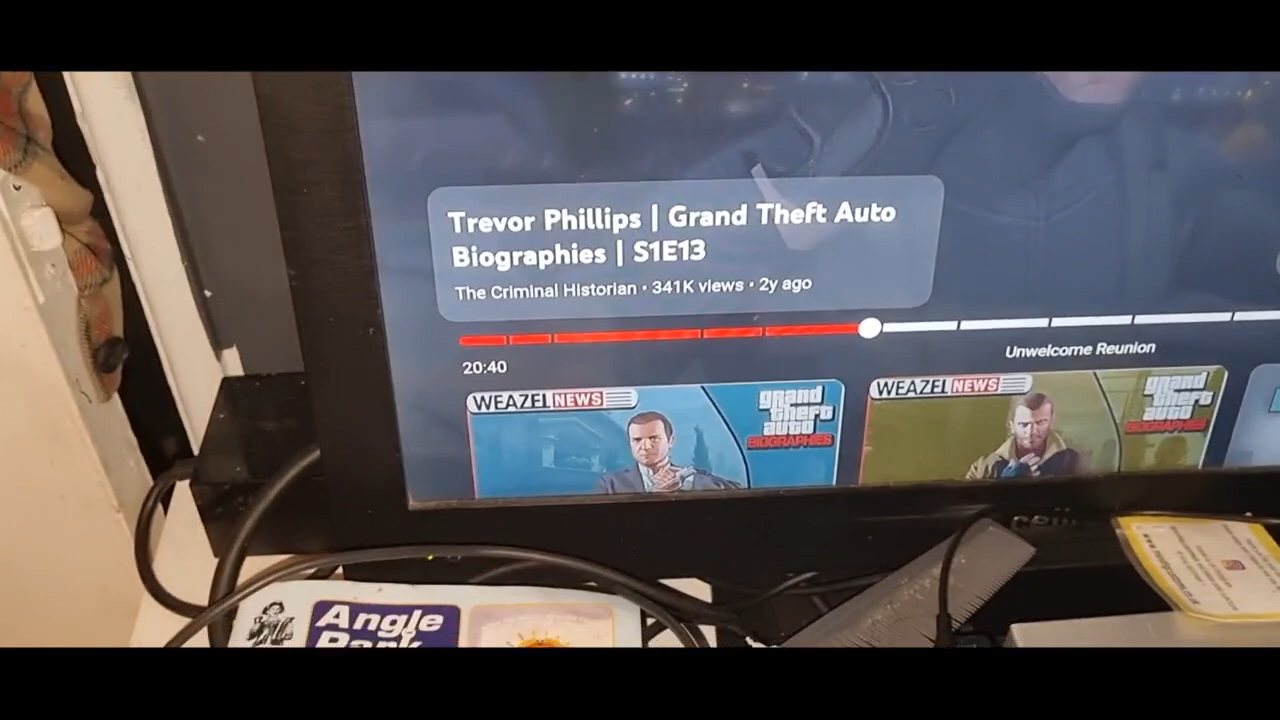 Trevor Phillips | Grand Theft Auto
Biographies | S1E13
The Criminal Historian • 341K views • 2y ago
Unwelcome Reunion
20:40
WEAZEL NEWS
grand
theft
auto
BIOGRAPHIES
WEAZEL NEWS
grand
theft
auto
BIOGRAPHIES
Angle
Park